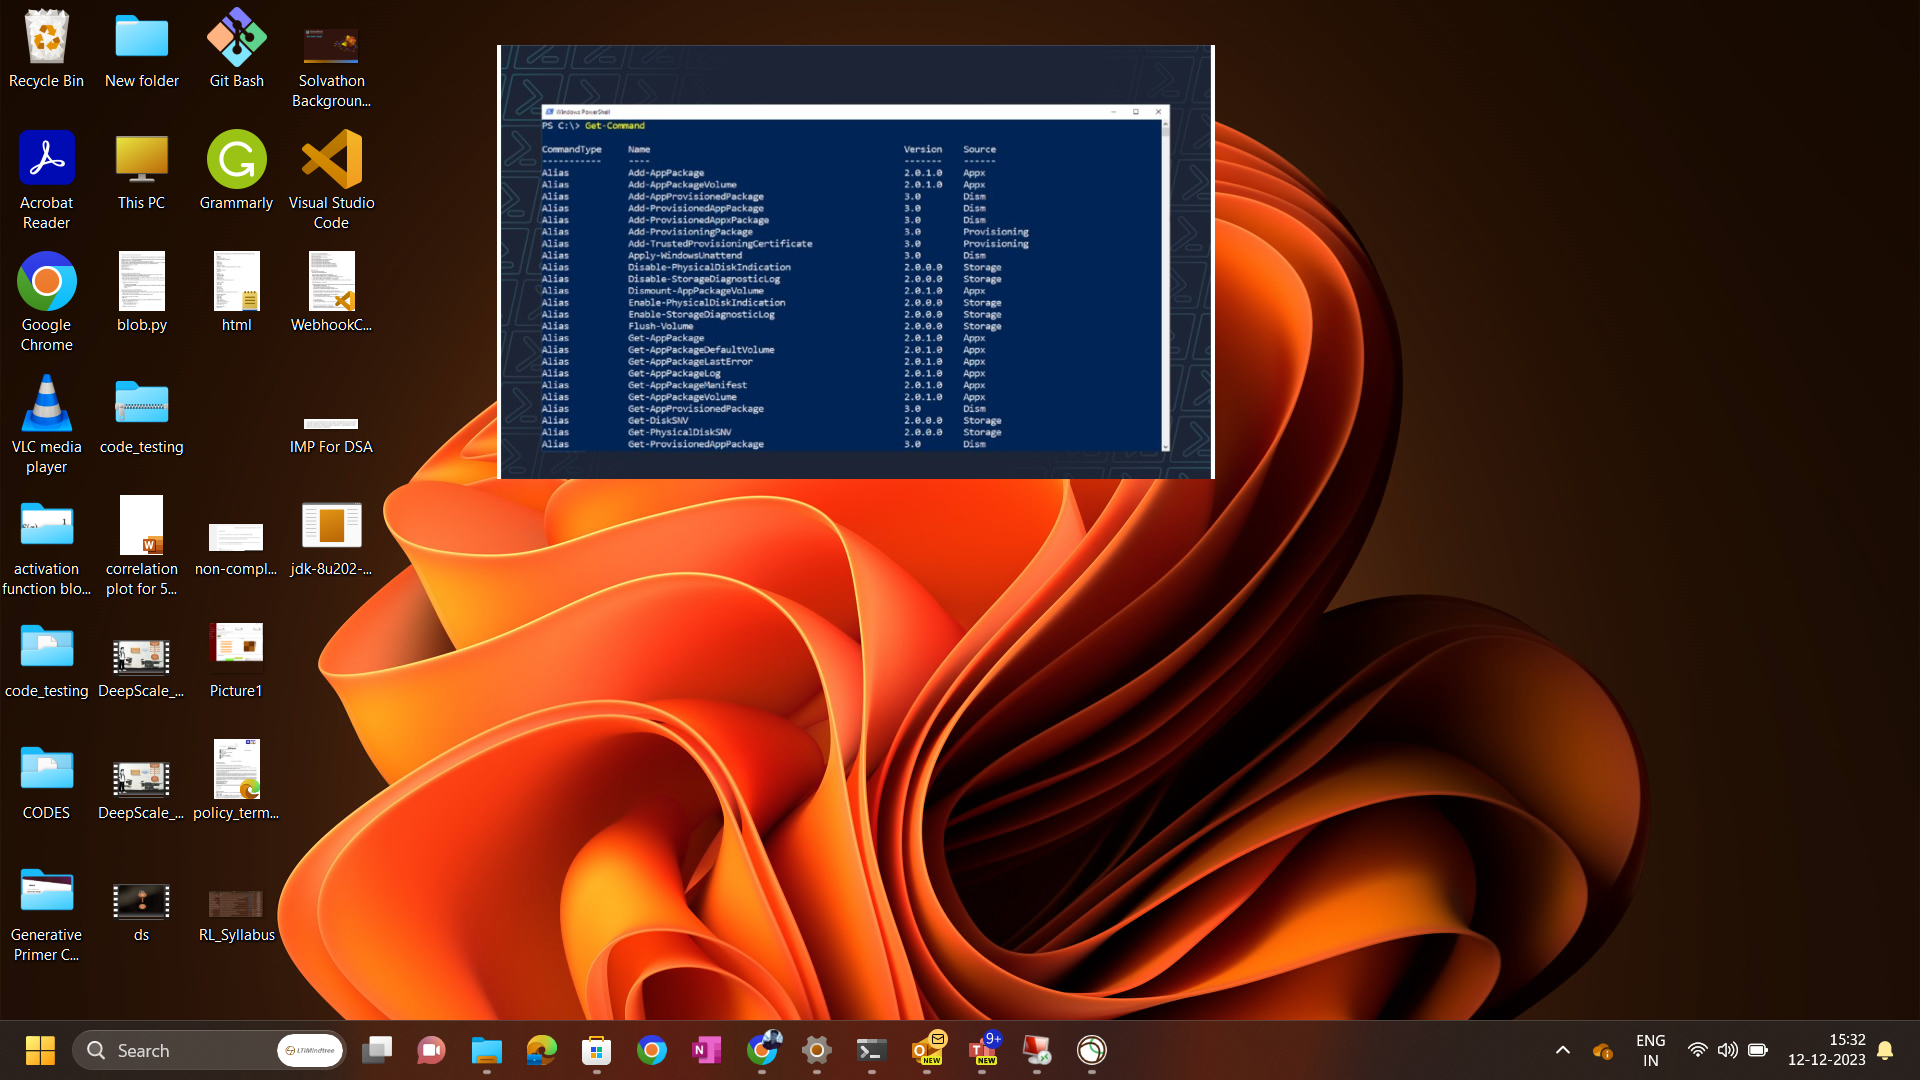 Recycle Bin
New folder
Git Bash
Solvathon
Backgroun...
Acrobat
Reader
This PC
Grammarly
Visual Studio
Code
Google
Chrome
blob.py
html
WebhookC...
VLC media
player
code_testing
IMP For DSA
activation
function blo...
correlation
plot for 5...
non-compl...
jdk-8u202-...
code_testing
DeepScale_...
Picture1
CODES
DeepScale_...
policy_term...
Generative
Primer C...
ds
RL_Syllabus
Windows PowerShell
PS C:\> Get-Command
CommandType Name Version Source
----------- ---- ------- ------
Alias Add-AppPackage 2.0.1.0 Appx
Alias Add-AppPackageVolume 2.0.1.0 Appx
Alias Add-AppProvisionedPackage 3.0 Dism
Alias Add-ProvisionedAppPackage 3.0 Dism
Alias Add-ProvisionedAppxPackage 3.0 Dism
Alias Add-ProvisioningPackage 3.0 Provisioning
Alias Add-TrustedProvisioningCertificate 3.0 Provisioning
Alias Apply-WindowsUnattend 3.0 Dism
Alias Disable-PhysicalDiskIndication 2.0.0.0 Storage
Alias Disable-StorageDiagnosticLog 2.0.0.0 Storage
Alias Dismount-AppPackageVolume 2.0.1.0 Appx
Alias Enable-PhysicalDiskIndication 2.0.0.0 Storage
Alias Enable-StorageDiagnosticLog 2.0.0.0 Storage
Alias Flush-Volume 2.0.0.0 Storage
Alias Get-AppPackage 2.0.1.0 Appx
Alias Get-AppPackageDefaultVolume 2.0.1.0 Appx
Alias Get-AppPackageLastError 2.0.1.0 Appx
Alias Get-AppPackageLog 2.0.1.0 Appx
Alias Get-AppPackageManifest 2.0.1.0 Appx
Alias Get-AppPackageVolume 2.0.1.0 Appx
Alias Get-AppProvisionedPackage 3.0 Dism
Alias Get-DiskSNV 2.0.0.0 Storage
Alias Get-PhysicalDiskSNV 2.0.0.0 Storage
Alias Get-ProvisionedAppPackage 3.0 Dism
Search
LTIMindtree
NEW
9+
NEW
ENG
IN
15:32
12-12-2023